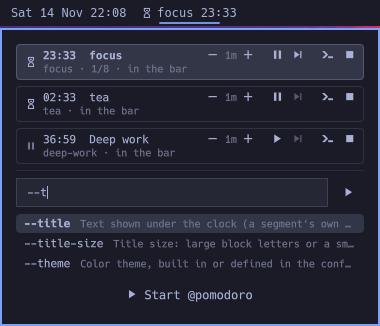 Sat 14 Nov 22:08 focus 23:33
23:33 focus 1m
focus · 1/8 · in the bar
02:33 tea 1m
tea · in the bar
36:59 Deep work 1m
deep-work · in the bar
--t
--title Text shown under the clock (a segment's own …
--title-size Title size: large block letters or a sm…
--theme Color theme, built in or defined in the conf…
Start @pomodoro